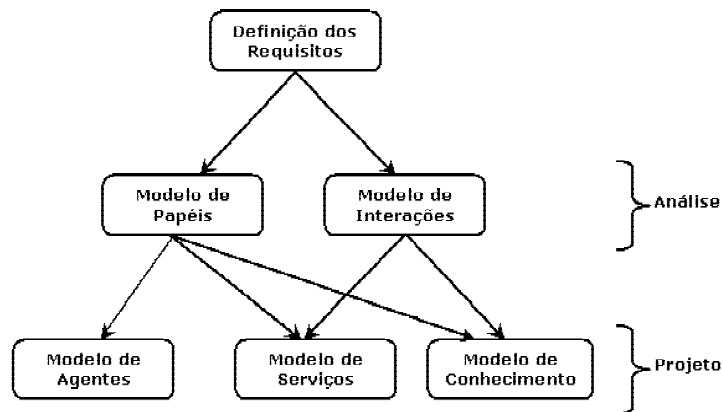 Definição dos
Requisitos
Modelo de
Papéis
Modelo de
Interações
Análise
Modelo de
Agentes
Modelo de
Serviços
Modelo de
Conhecimento
Projeto